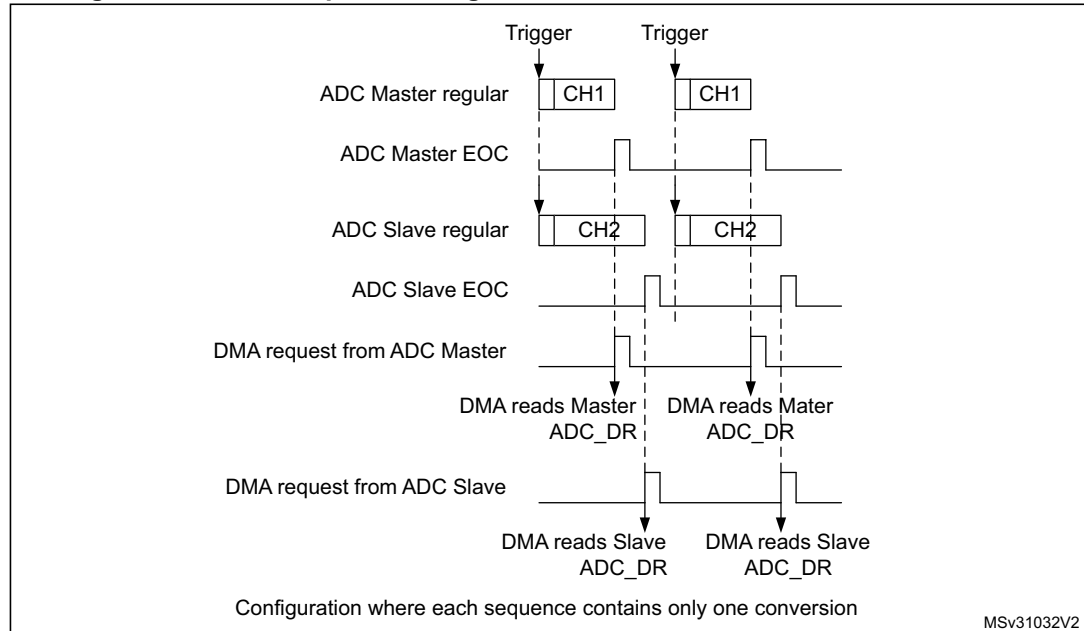 Trigger Trigger
ADC Master regular CH1 CH1
ADC Master EOC
ADC Slave regular CH2 CH2
ADC Slave EOC
DMA request from ADC Master
DMA reads Master DMA reads Mater
ADC_DR ADC_DR
DMA request from ADC Slave
DMA reads Slave DMA reads Slave
ADC_DR ADC_DR
Configuration where each sequence contains only one conversion
MSv31032V2